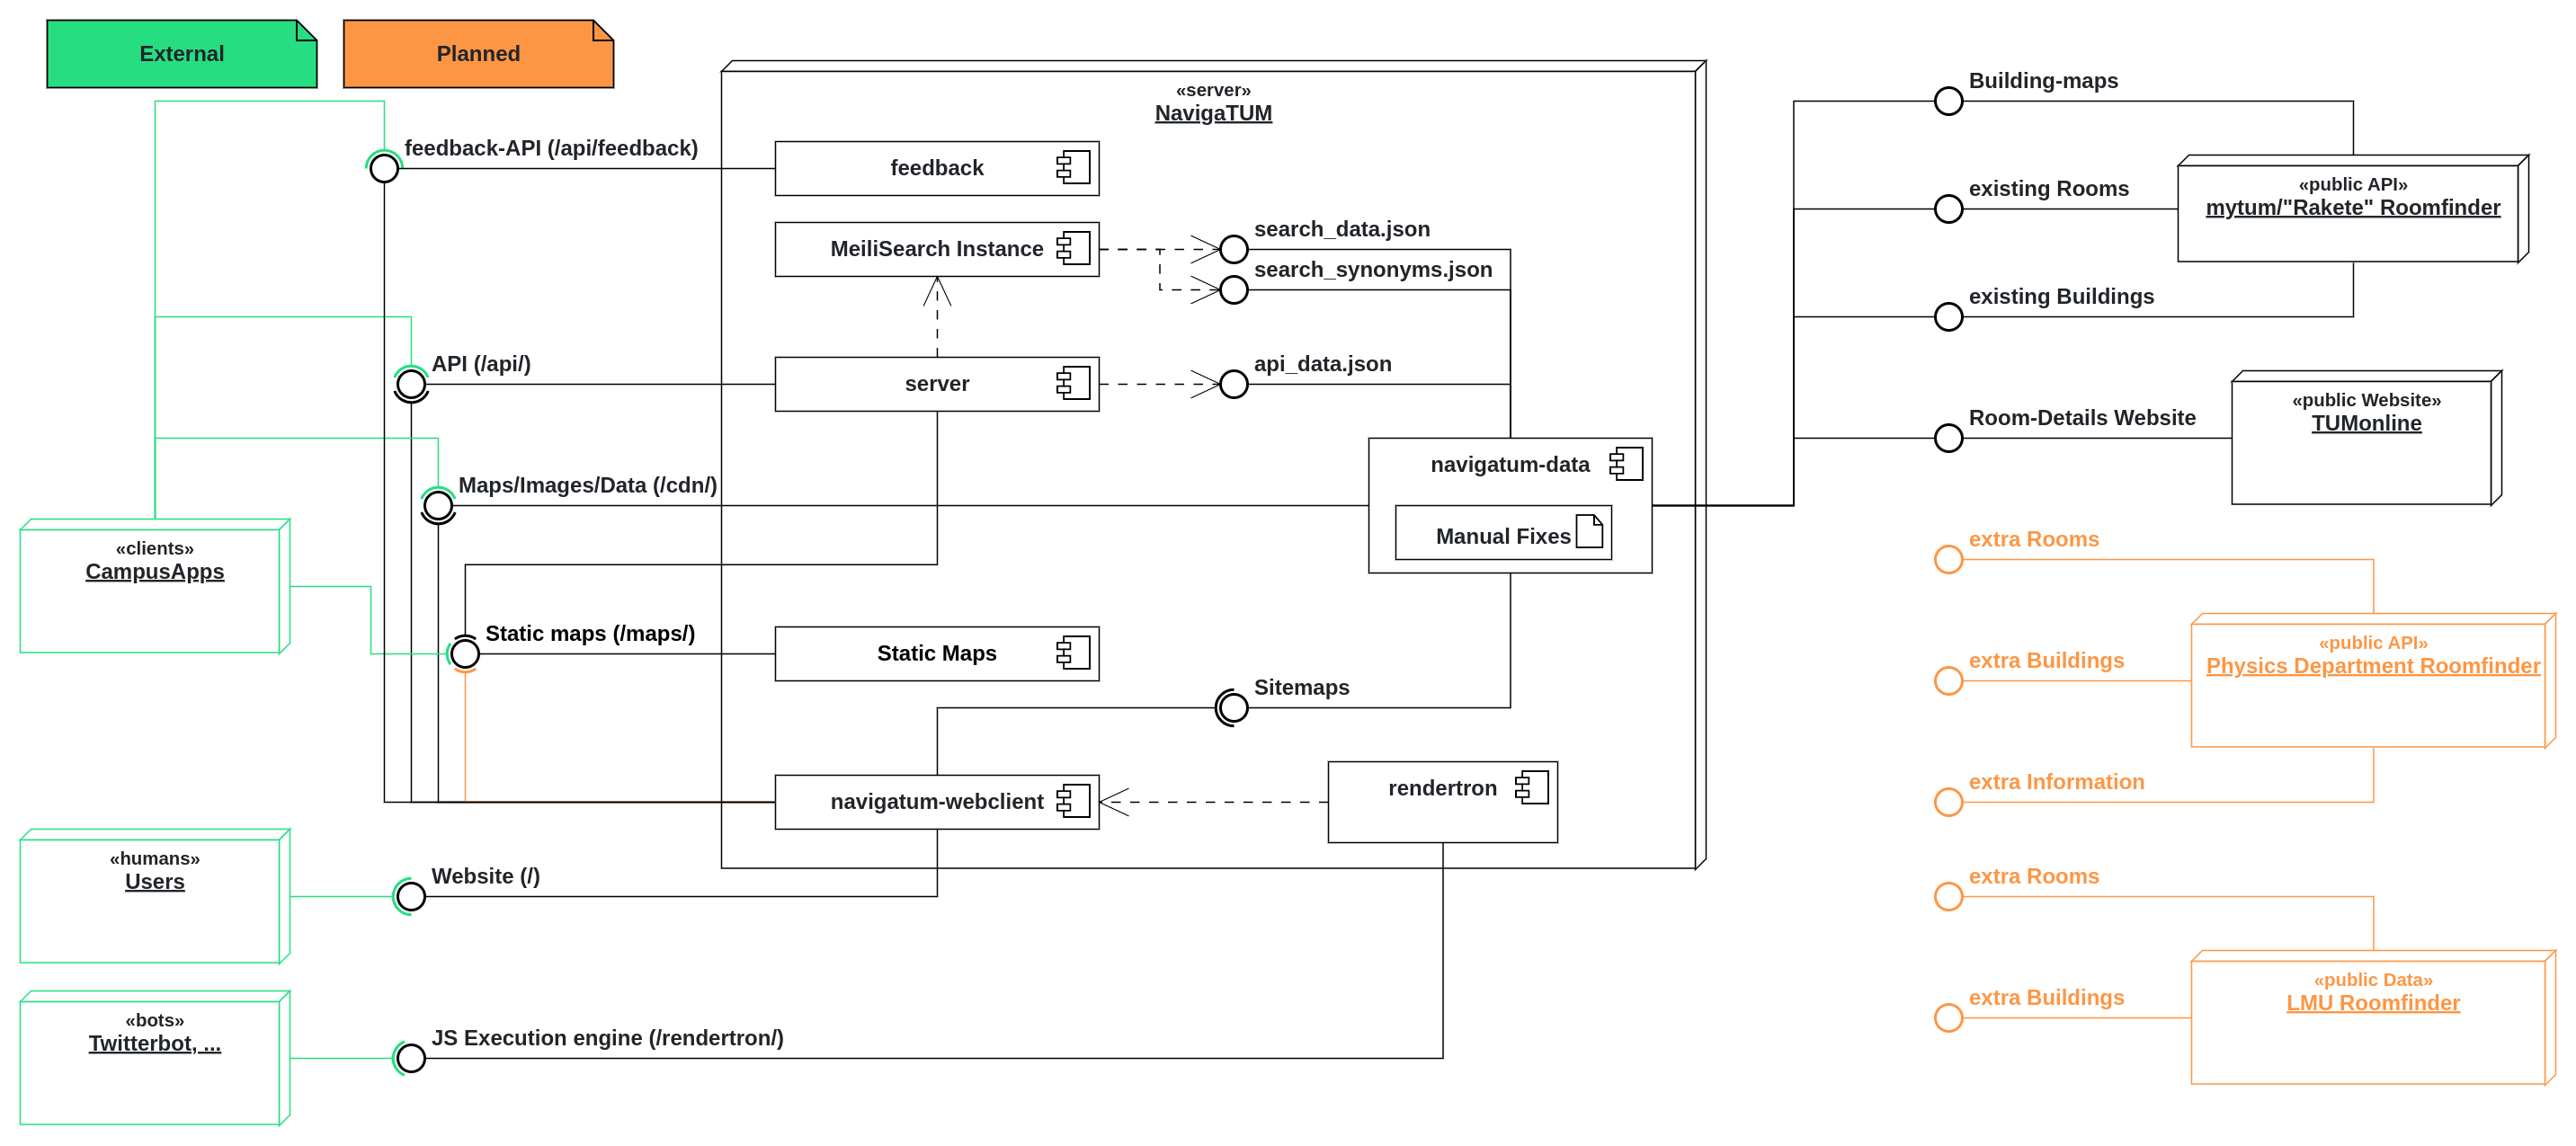 External
Planned
«server»
NavigaTUM
feedback-API (/api/feedback)
feedback
MeiliSearch Instance
search_data.json
search_synonyms.json
API (/api/)
server
api_data.json
Maps/Images/Data (/cdn/)
navigatum-data
Manual Fixes
«clients»
CampusApps
Static maps (/maps/)
Static Maps
Sitemaps
navigatum-webclient
rendertron
«humans»
Users
Website (/)
«bots»
Twitterbot, ...
JS Execution engine (/rendertron/)
Building-maps
existing Rooms
«public API»
mytum/"Rakete" Roomfinder
existing Buildings
Room-Details Website
«public Website»
TUMonline
extra Rooms
extra Buildings
«public API»
Physics Department Roomfinder
extra Information
extra Rooms
extra Buildings
«public Data»
LMU Roomfinder